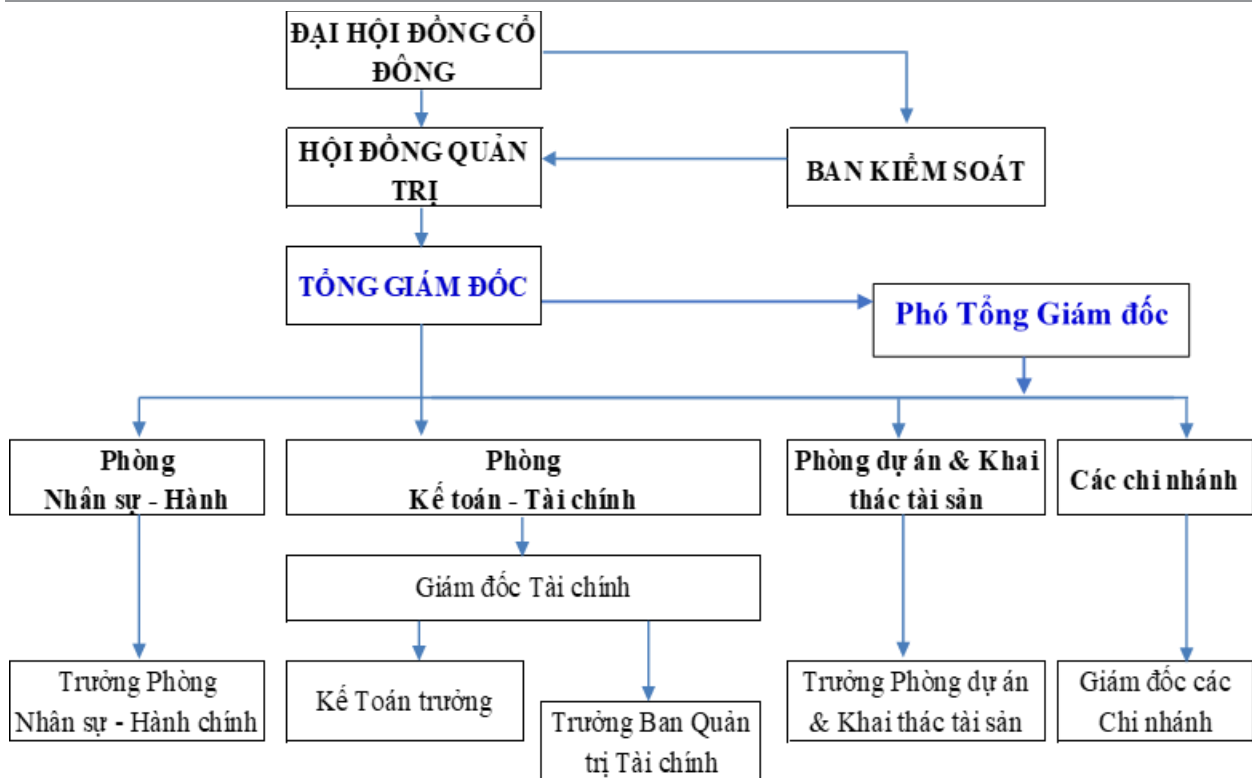 ĐẠI HỘI ĐỒNG CỔ
ĐÔNG
HỘI ĐỒNG QUẢN
TRỊ
BAN KIỂM SOÁT
TỔNG GIÁM ĐỐC
Phó Tổng Giám đốc
Phòng
Nhân sự - Hành
Phòng
Kế toán - Tài chính
Phòng dự án & Khai
thác tài sản
Các chi nhánh
Giám đốc Tài chính
Trưởng Phòng
Nhân sự - Hành chính
Kế Toán trưởng
Trưởng Ban Quản
trị Tài chính
Trưởng Phòng dự án
& Khai thác tài sản
Giám đốc các
Chi nhánh